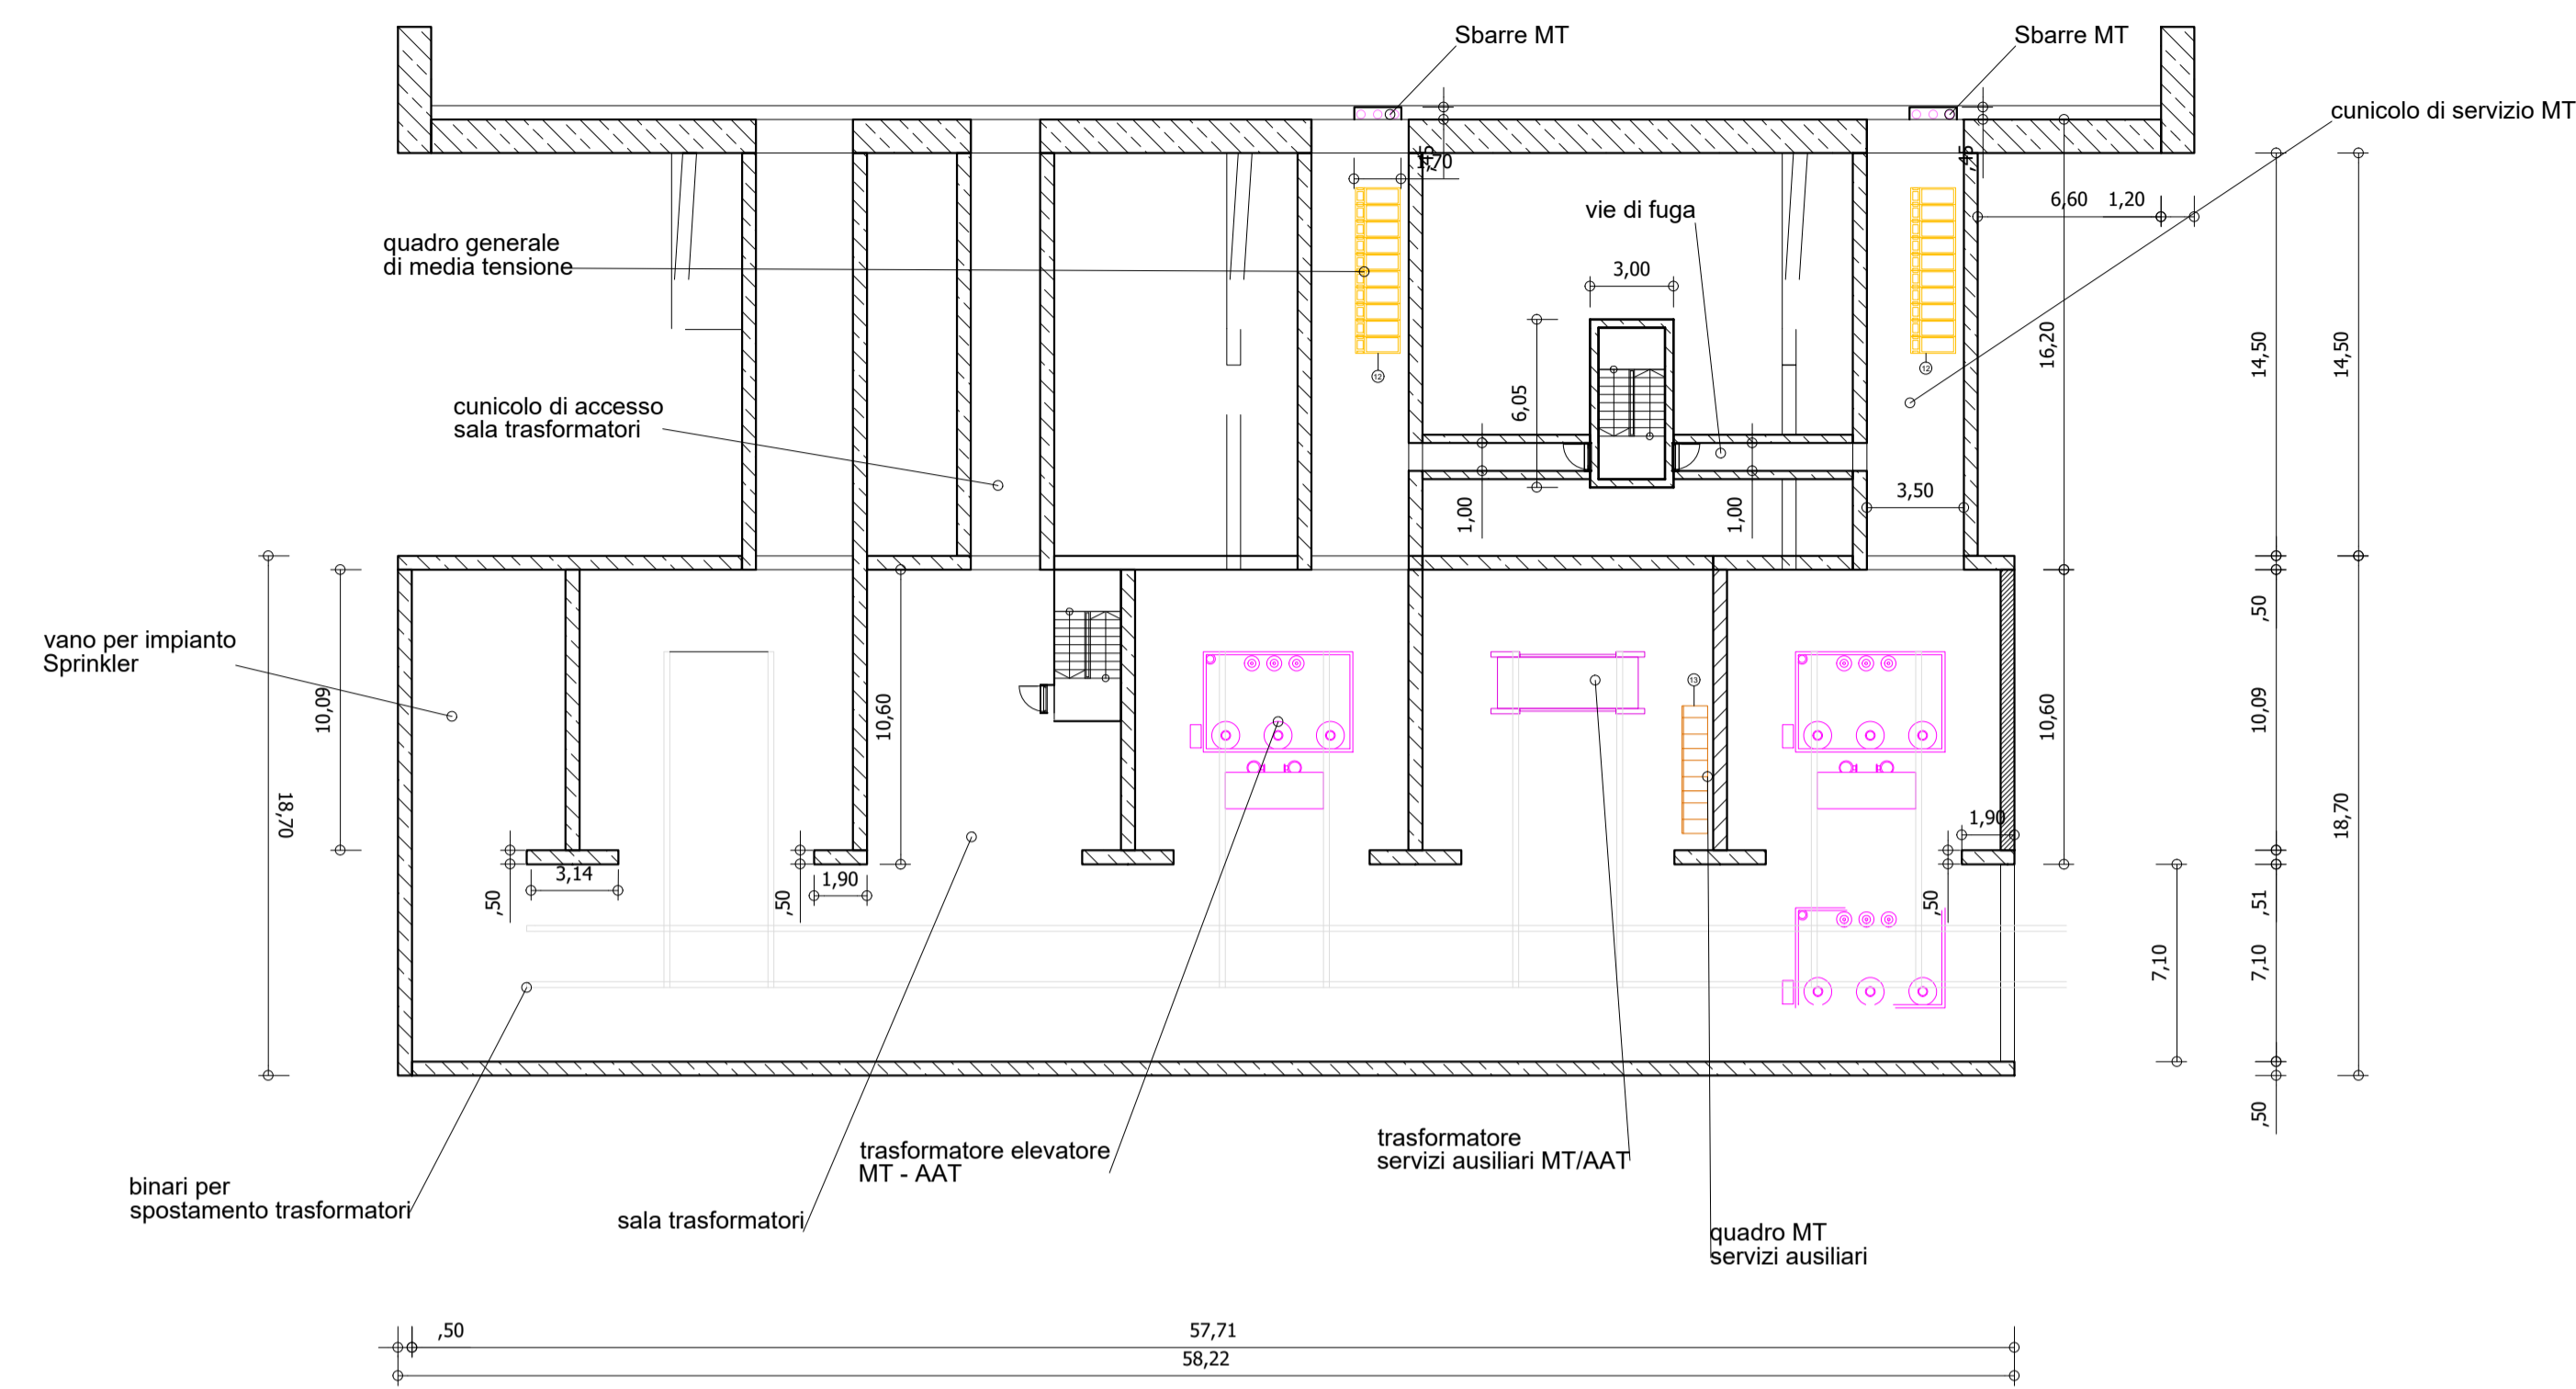 Sbarre MT
Sbarre MT
cunicolo di servizio MT
,45
1,70
,45
6,60
1,20
vie di fuga
quadro generale
di media tensione
3,00
16,20
14,50
14,50
12
12
6,05
cunicolo di accesso
sala trasformatori
3,50
1,00
1,00
,50
vano per impianto
Sprinkler
13
10,09
10,60
10,60
10,09
18,70
18,70
1,90
3,14
1,90
,50
,50
,50
,51
7,10
7,10
,50
trasformatore elevatore
MT - AAT
trasformatore
servizi ausiliari MT/AAT
binari per
spostamento trasformatori
sala trasformatori
quadro MT
servizi ausiliari
,50
57,71
58,22